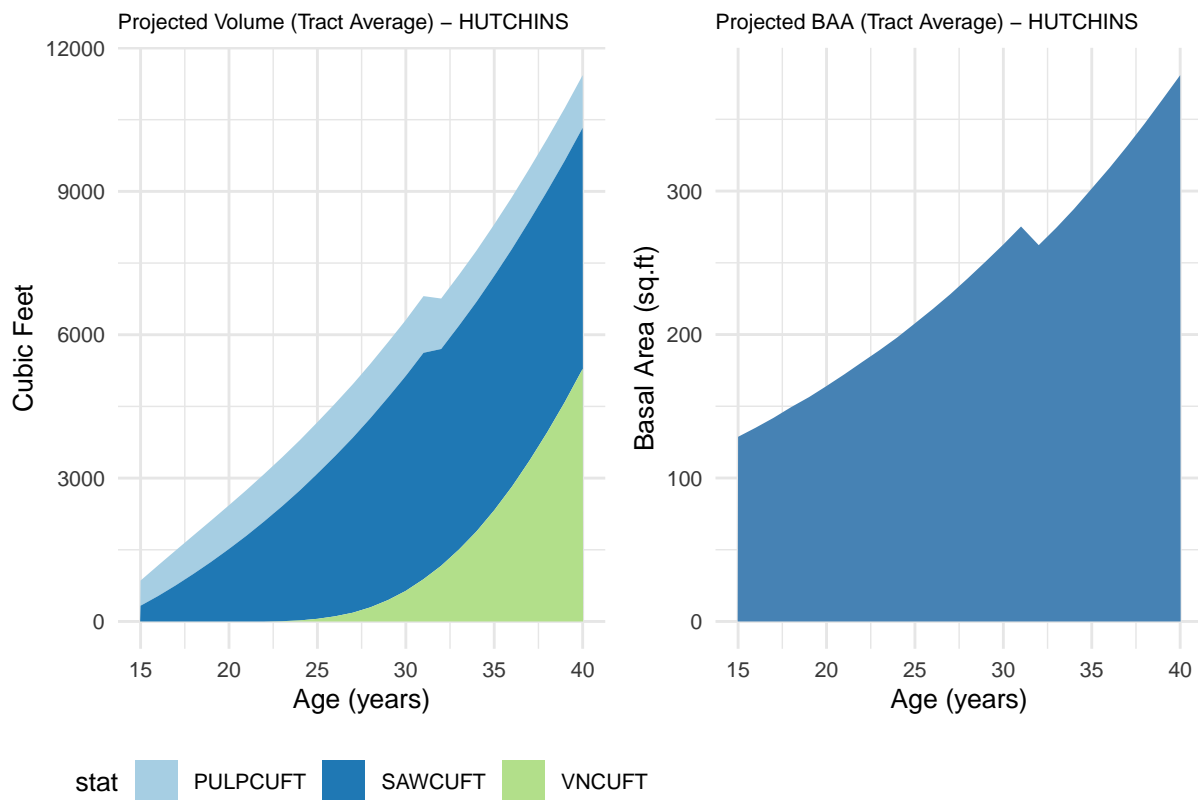 Projected Volume (Tract Average) – HUTCHINS
12000
9000
6000
3000
0
Cubic Feet
15 20 25 30 35 40
Age (years)
Projected BAA (Tract Average) – HUTCHINS
300
200
100
0
Basal Area (sq.ft)
15 20 25 30 35 40
Age (years)
stat PULPCUFT SAWCUFT VNCUFT